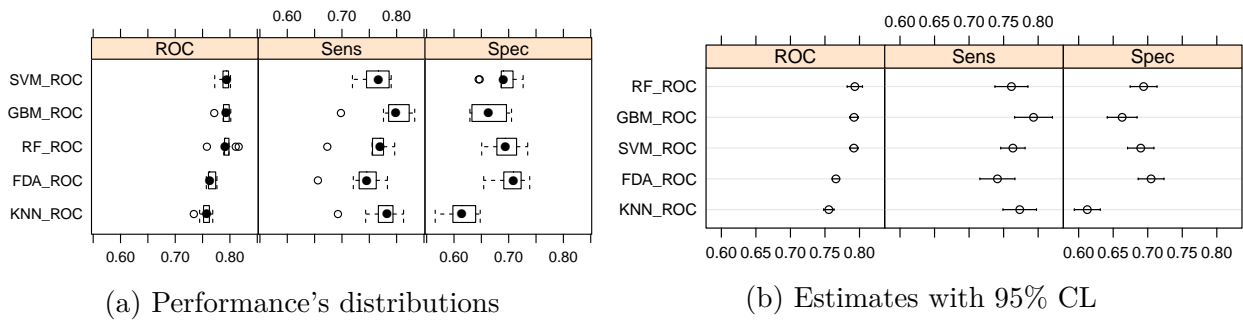 0.60 0.70 0.80
ROC Sens Spec
SVM_ROC
GBM_ROC
RF_ROC
FDA_ROC
KNN_ROC
0.60 0.70 0.80 0.60 0.70 0.80
(a) Performance's distributions
0.60 0.65 0.70 0.75 0.80
ROC Sens Spec
RF_ROC
GBM_ROC
SVM_ROC
FDA_ROC
KNN_ROC
0.60 0.65 0.70 0.75 0.80 0.60 0.65 0.70 0.75 0.80
(b) Estimates with 95% CL